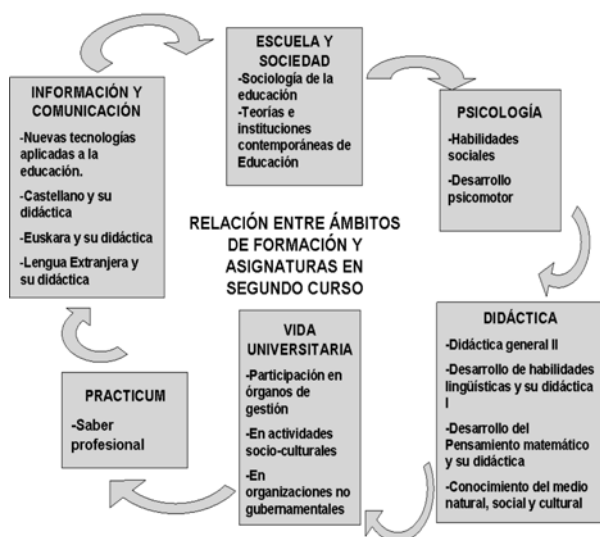 ESCUELA Y
SOCIEDAD
-Sociología de la
educación
-Teorías e
instituciones
contemporáneas de
Educación
PSICOLOGÍA
-Habilidades
sociales
-Desarrollo
psicomotor
DIDÁCTICA
-Didáctica general II
-Desarrollo de habilidades
lingüísticas y su didáctica
I
-Desarrollo del
Pensamiento matemático
y su didáctica
-Conocimiento del medio
natural, social y cultural
VIDA
UNIVERSITARIA
-Participación en
órganos de
gestión
-En actividades
socio-culturales
-En
organizaciones no
gubernamentales
PRACTICUM
-Saber
profesional
INFORMACIÓN Y
COMUNICACIÓN
-Nuevas tecnologías
aplicadas a la
educación.
-Castellano y su
didáctica
-Euskara y su didáctica
-Lengua Extranjera y
su didáctica
RELACIÓN ENTRE ÁMBITOS
DE FORMACIÓN Y
ASIGNATURAS EN
SEGUNDO CURSO